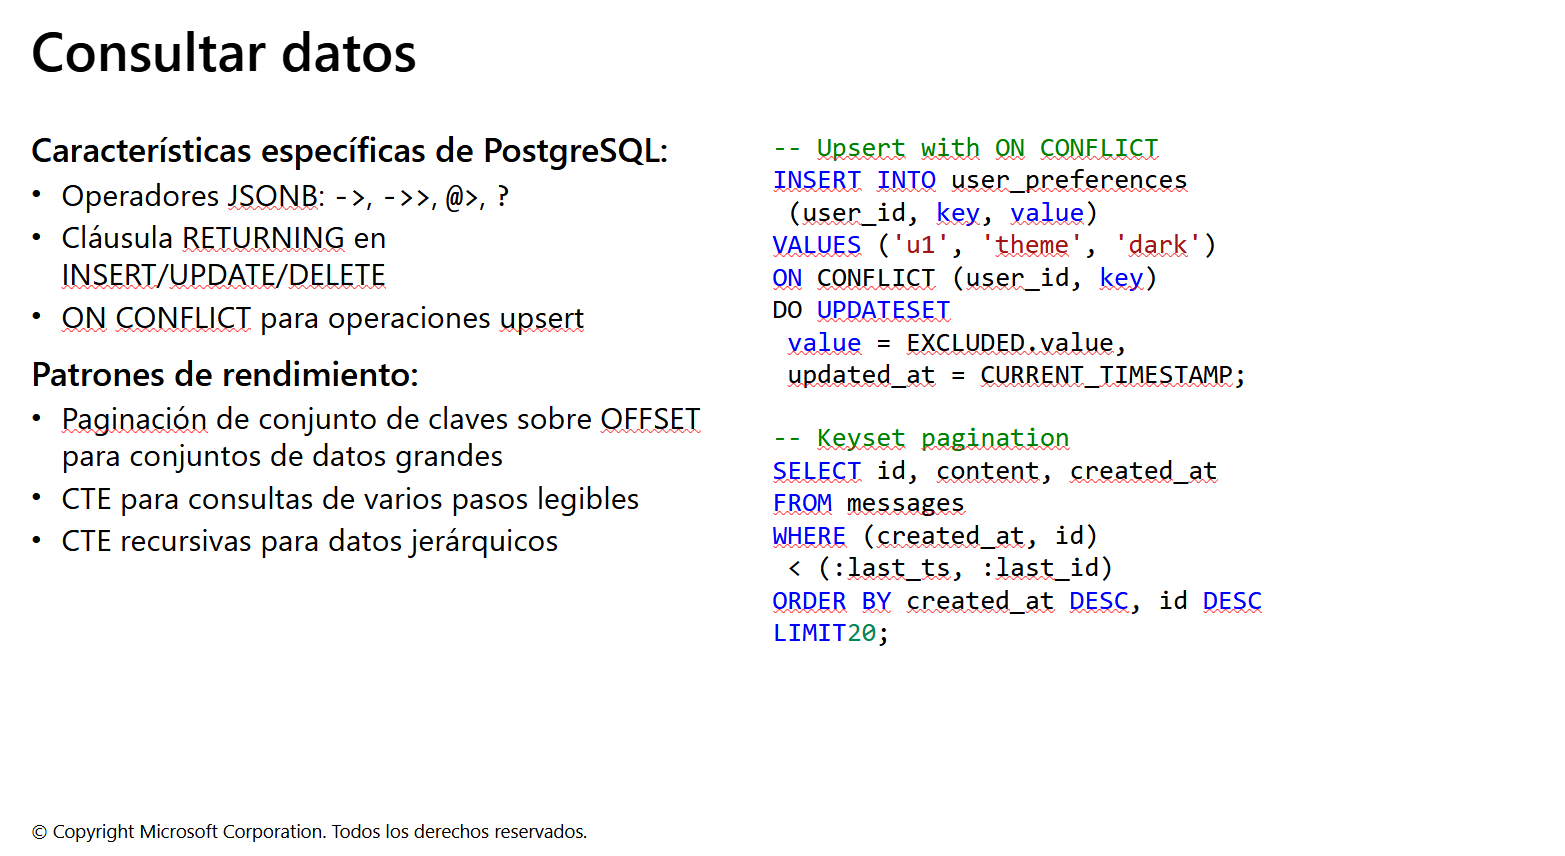 Consultar datos
Características específicas de PostgreSQL:
• Operadores JSONB: ->, ->>, @>, ?
• Cláusula RETURNING en
INSERT/UPDATE/DELETE
• ON CONFLICT para operaciones upsert
Patrones de rendimiento:
• Paginación de conjunto de claves sobre OFFSET
para conjuntos de datos grandes
• CTE para consultas de varios pasos legibles
• CTE recursivas para datos jerárquicos
-- Upsert with ON CONFLICT
INSERT INTO user_preferences
(user_id, key, value)
VALUES ('u1', 'theme', 'dark')
ON CONFLICT (user_id, key)
DO UPDATESET
value = EXCLUDED.value,
updated_at = CURRENT_TIMESTAMP;
-- Keyset pagination
SELECT id, content, created_at
FROM messages
WHERE (created_at, id)
< (:last_ts, :last_id)
ORDER BY created_at DESC, id DESC
LIMIT20;
© Copyright Microsoft Corporation. Todos los derechos reservados.